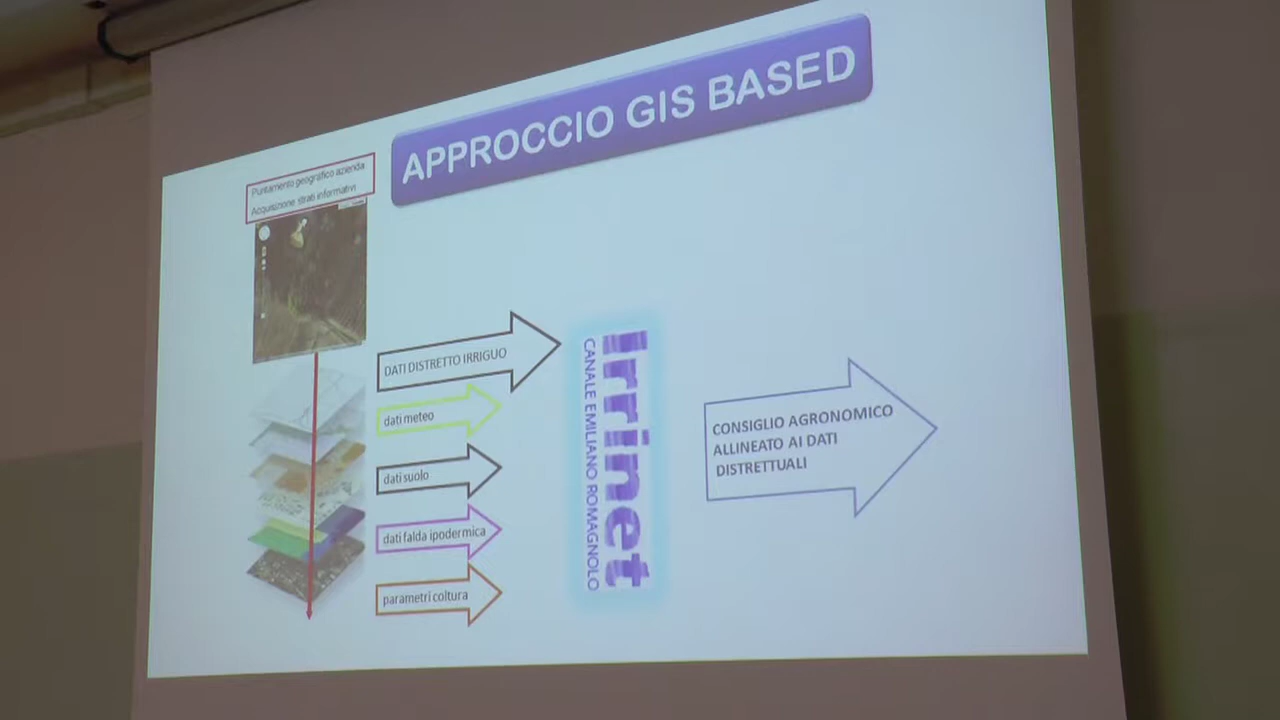 APPROCCIO GIS BASED
Puntamento geografico azienda
Acquisizione strati informativi
DATI DISTRETTO IRRIGUO
dati meteo
dati suolo
dati falda ipodermica
parametri coltura
Irrinet
CANALE EMILIANO ROMAGNOLO
CONSIGLIO AGRONOMICO
ALLINEATO AI DATI
DISTRETTUALI